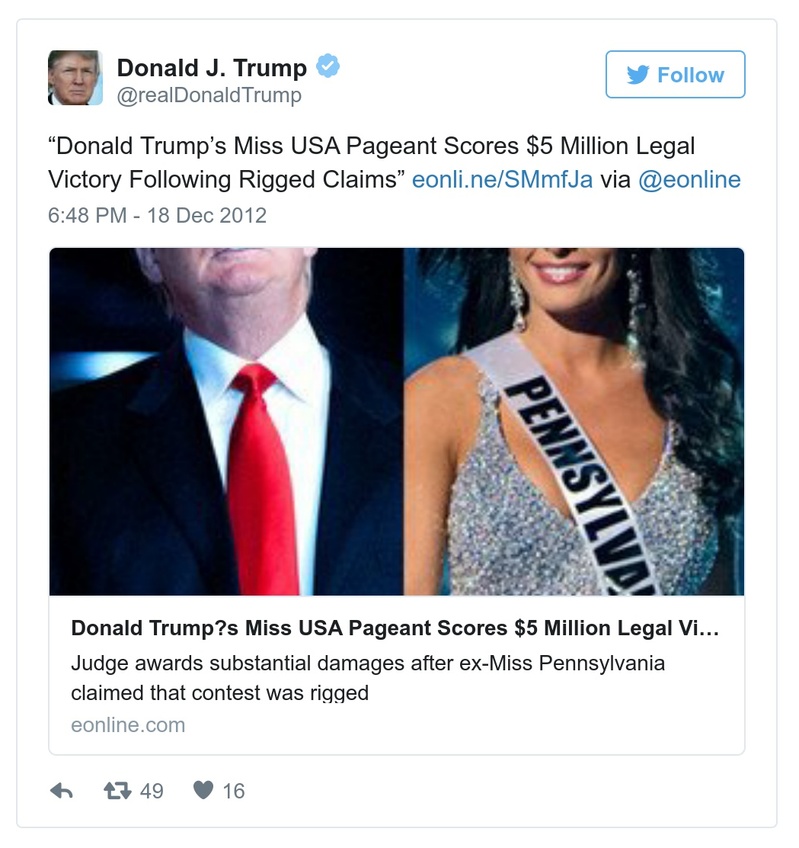 Donald J. Trump
@realDonaldTrump
Follow
“Donald Trump’s Miss USA Pageant Scores $5 Million Legal
Victory Following Rigged Claims” eonli.ne/SMmfJa via @eonline
6:48 PM - 18 Dec 2012
PENNSYLVA
Donald Trump?s Miss USA Pageant Scores $5 Million Legal Vi…
Judge awards substantial damages after ex-Miss Pennsylvania
claimed that contest was rigged
eonline.com
49 16